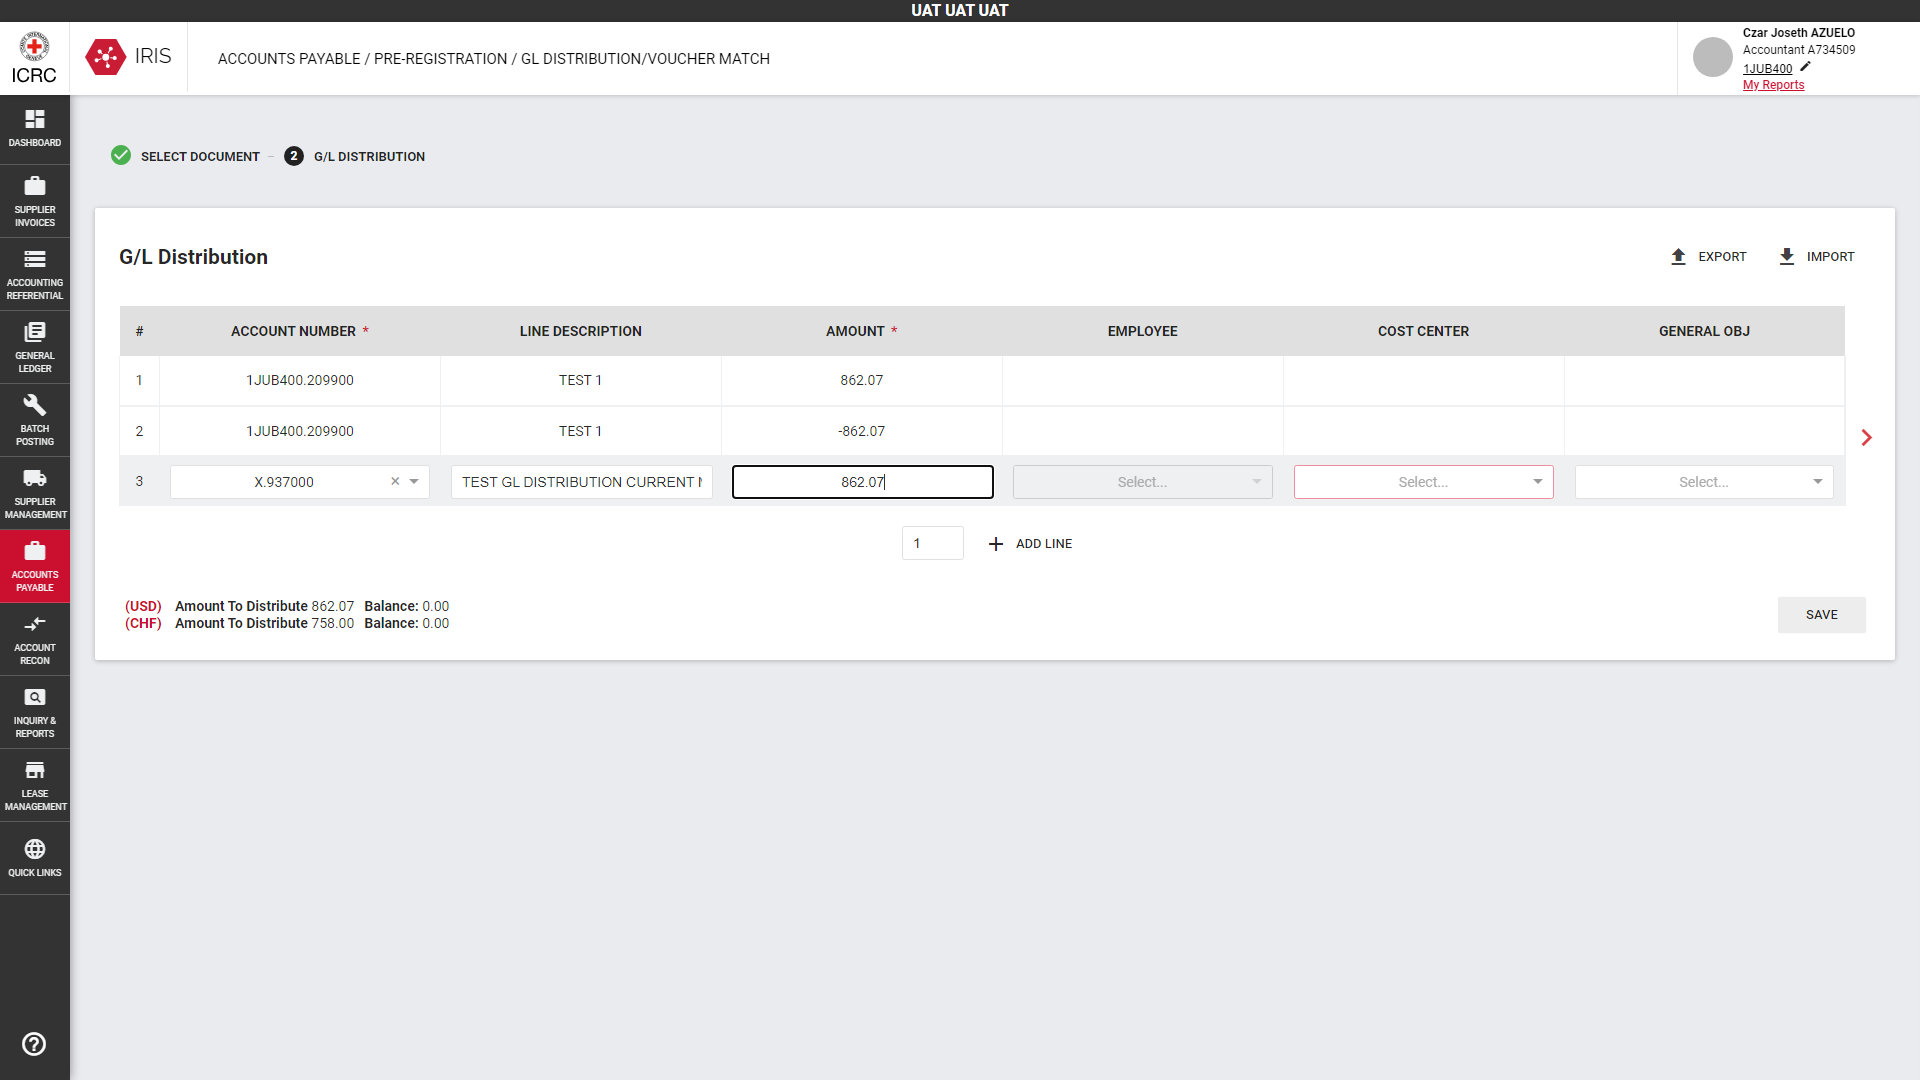 UAT UAT UAT
ICRC
IRIS
ACCOUNTS PAYABLE / PRE-REGISTRATION / GL DISTRIBUTION/VOUCHER MATCH
Czar Joseth AZUELO
Accountant A734509
1JUB400
My Reports
DASHBOARD
SUPPLIER
INVOICES
ACCOUNTING
REFERENTIAL
GENERAL
LEDGER
BATCH
POSTING
SUPPLIER
MANAGEMENT
ACCOUNTS
PAYABLE
ACCOUNT
RECON
INQUIRY &
REPORTS
LEASE
MANAGEMENT
QUICK LINKS
SELECT DOCUMENT – 2 G/L DISTRIBUTION
G/L Distribution
EXPORT IMPORT
# ACCOUNT NUMBER * LINE DESCRIPTION AMOUNT * EMPLOYEE COST CENTER GENERAL OBJ
1 1JUB400.209900 TEST 1 862.07
2 1JUB400.209900 TEST 1 -862.07
3 X.937000 × TEST GL DISTRIBUTION CURRENT 862.07 Select... Select... Select...
1 + ADD LINE
(USD) Amount To Distribute 862.07 Balance: 0.00
(CHF) Amount To Distribute 758.00 Balance: 0.00
SAVE
?